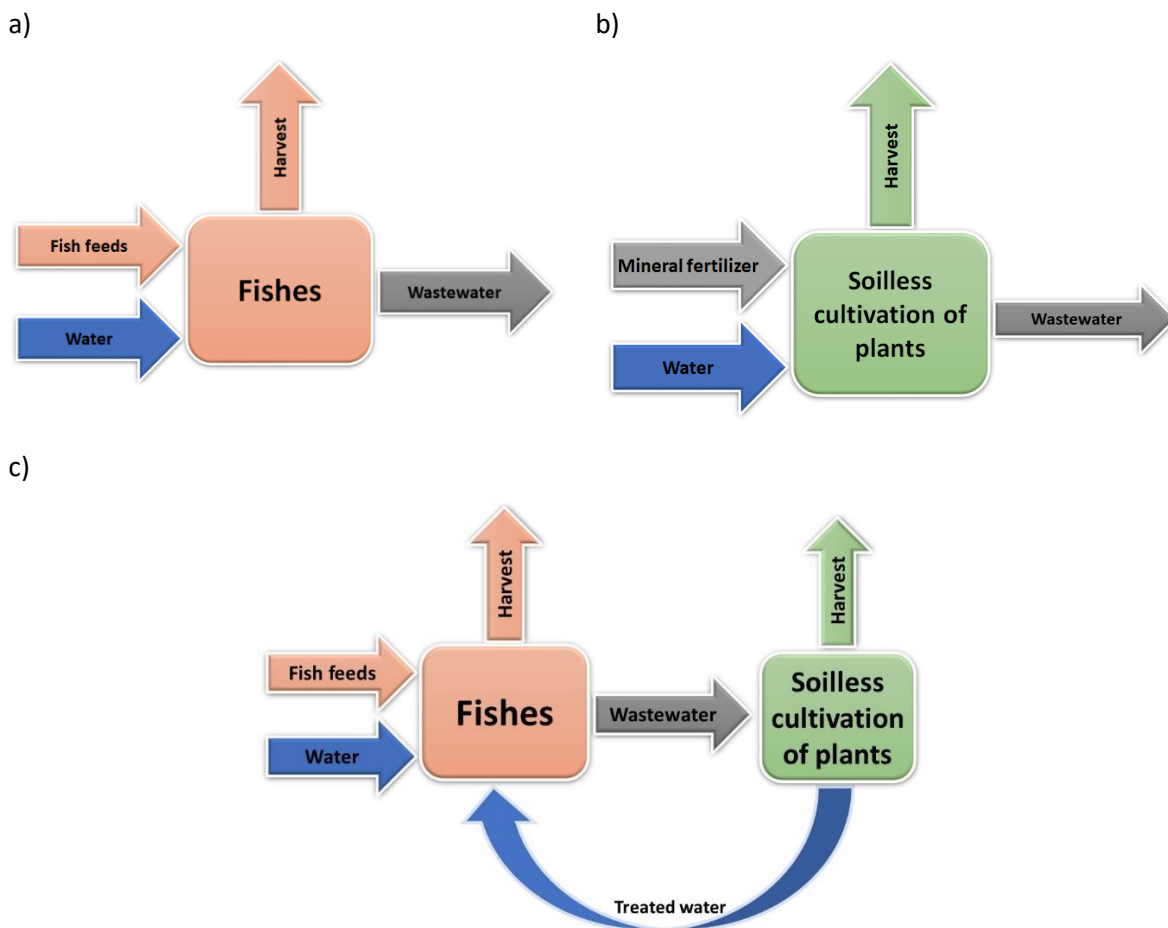 a)
b)
Harvest
Fish feeds
Water
Fishes
Wastewater
Harvest
Mineral fertilizer
Water
Soilless
cultivation of
plants
Wastewater
c)
Harvest
Fish feeds
Water
Fishes
Wastewater
Harvest
Soilless
cultivation
of plants
Treated water